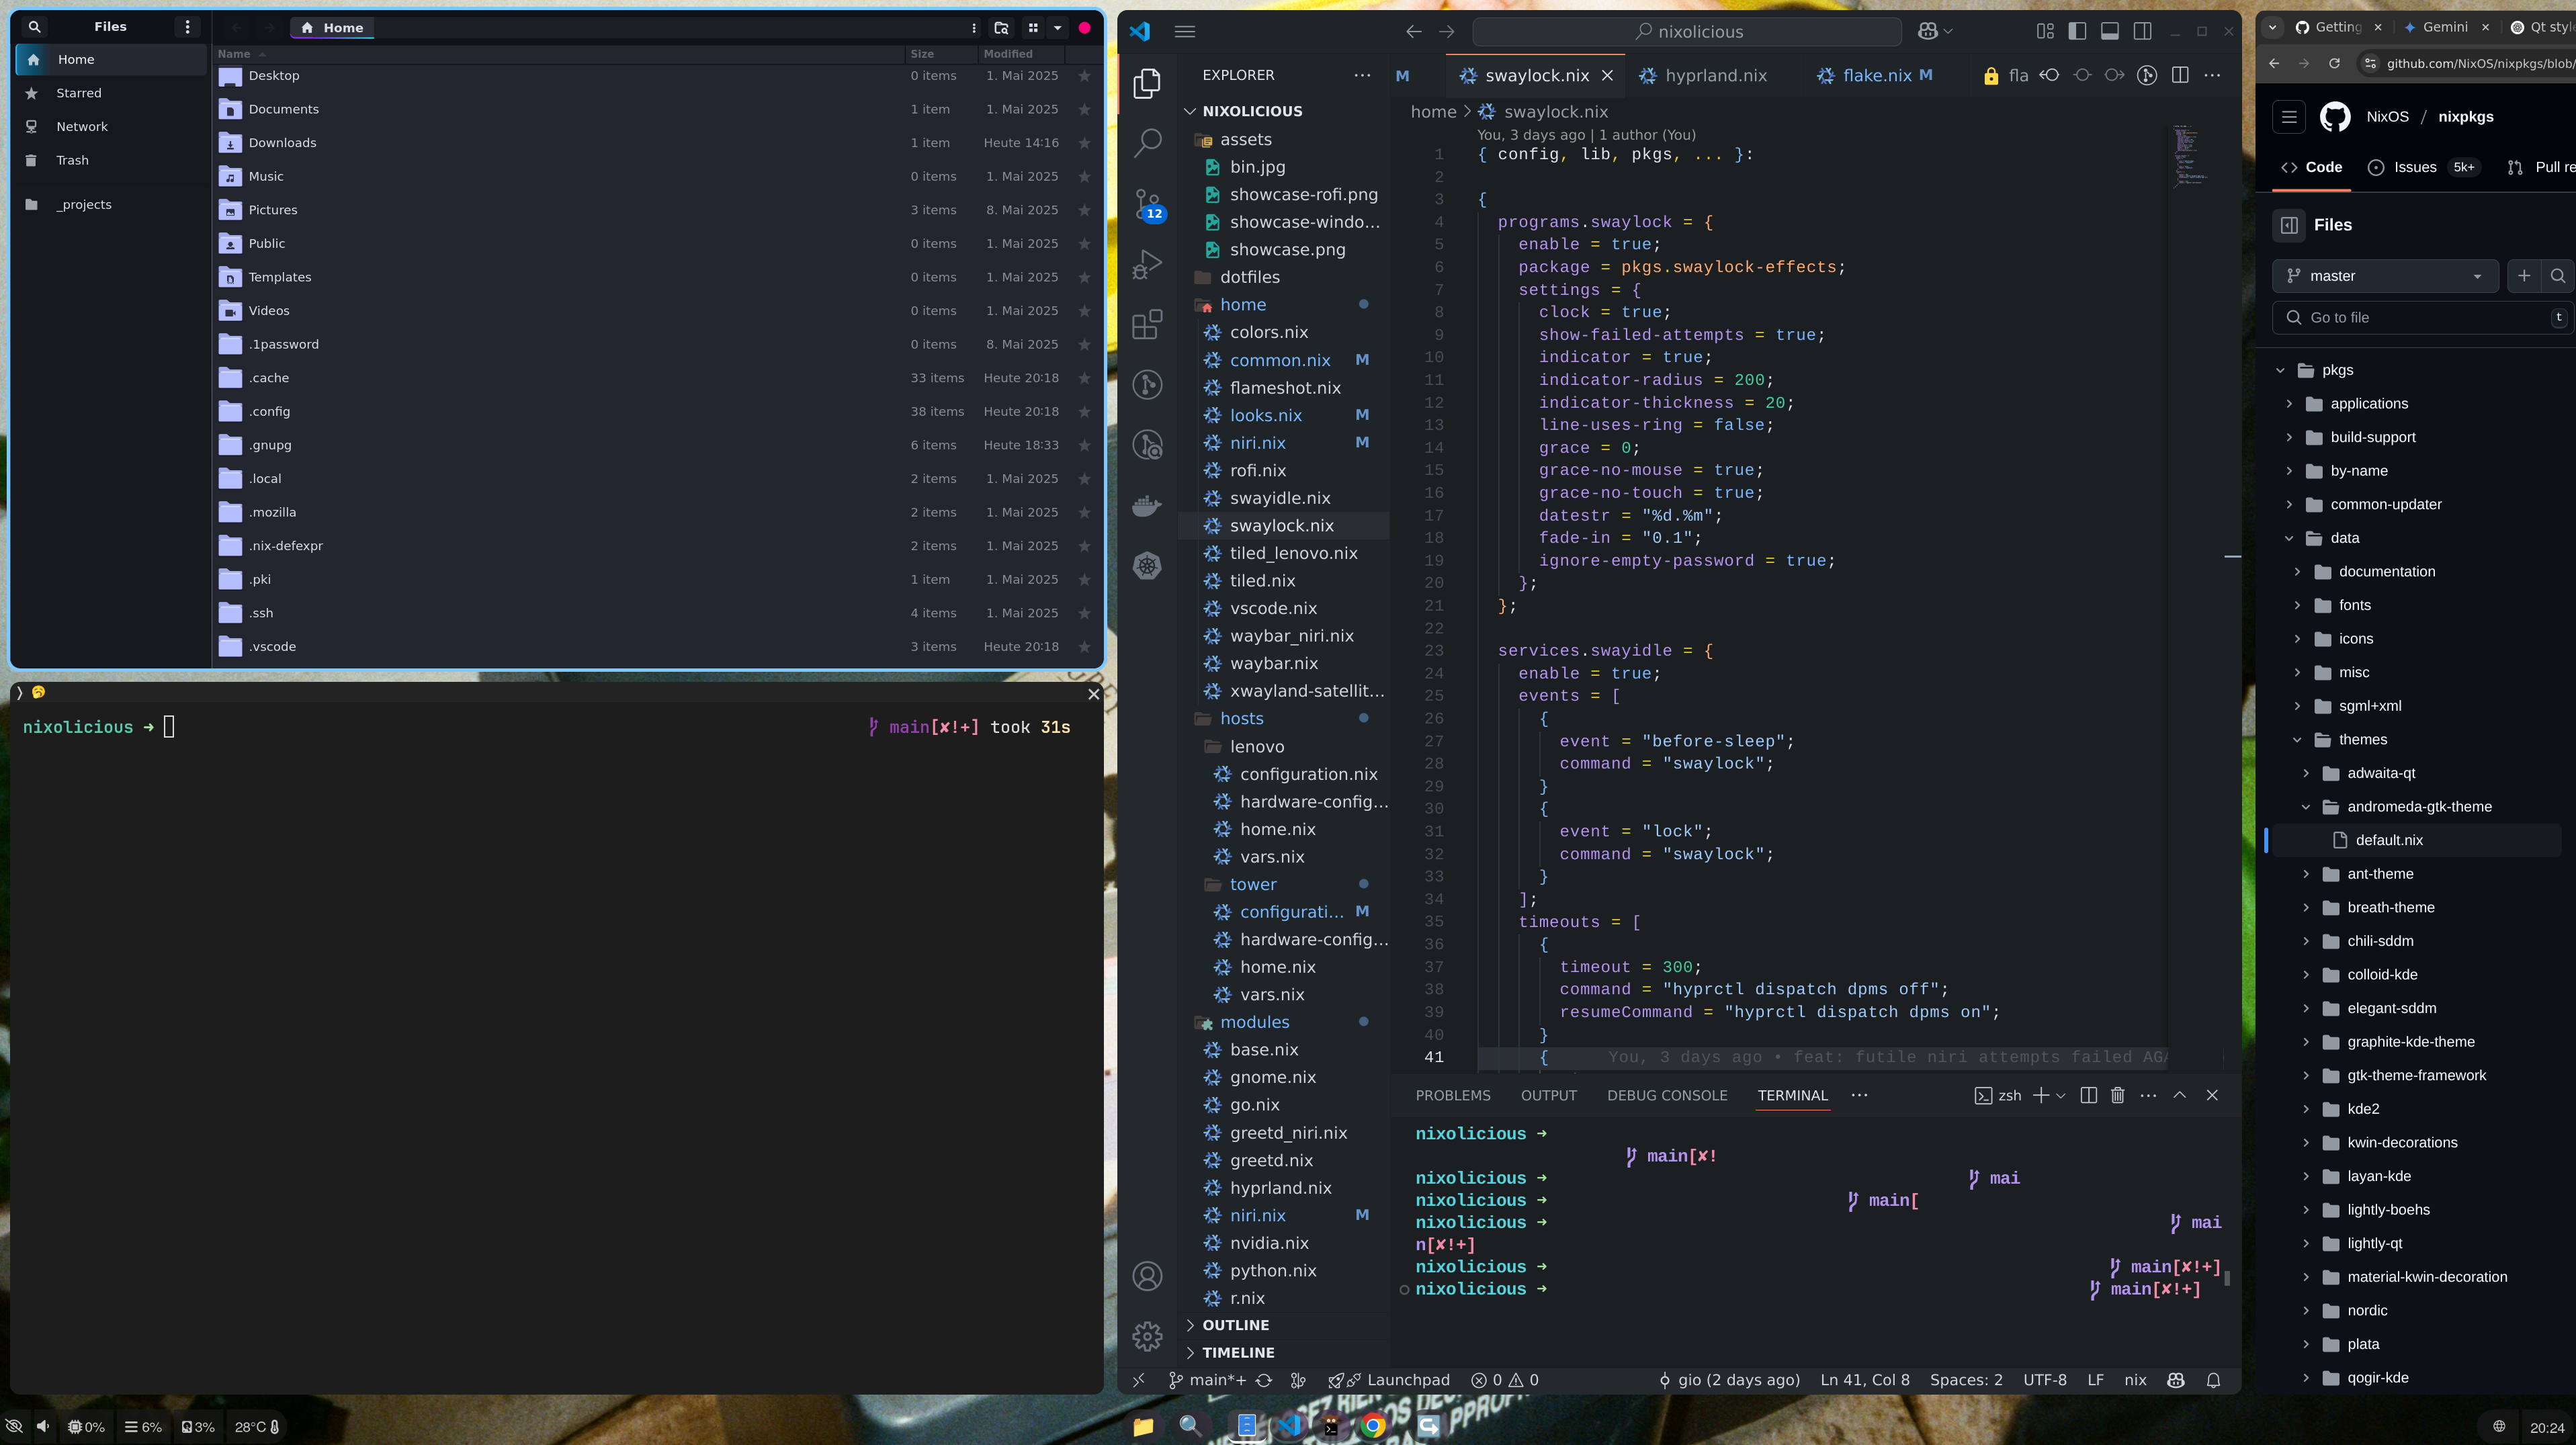 Files
Home
Name
Size
Modified
Home
Starred
Network
Trash
_projects
Desktop 0 items 1. Mai 2025
Documents 1 item 1. Mai 2025
Downloads 1 item Heute 14:16
Music 0 items 1. Mai 2025
Pictures 3 items 8. Mai 2025
Public 0 items 1. Mai 2025
Templates 0 items 1. Mai 2025
Videos 0 items 1. Mai 2025
.1password 0 items 8. Mai 2025
.cache 33 items Heute 20:18
.config 38 items Heute 20:18
.gnupg 6 items Heute 18:33
.local 2 items 1. Mai 2025
.mozilla 2 items 1. Mai 2025
.nix-defexpr 2 items 1. Mai 2025
.pki 1 item 1. Mai 2025
.ssh 4 items 1. Mai 2025
.vscode 3 items Heute 20:18
nixolicious ➜
main[✘!+] took 31s
nixolicious
EXPLORER
NIXOLICIOUS
assets
bin.jpg
showcase-rofi.png
showcase-windo...
showcase.png
dotfiles
home
colors.nix
common.nix M
flameshot.nix
looks.nix M
niri.nix M
rofi.nix
swayidle.nix
swaylock.nix
tiled_lenovo.nix
tiled.nix
vscode.nix
waybar_niri.nix
waybar.nix
xwayland-satellit...
hosts
lenovo
configuration.nix
hardware-config...
home.nix
vars.nix
tower
configurati... M
hardware-config...
home.nix
vars.nix
modules
base.nix
gnome.nix
go.nix
greetd_niri.nix
greetd.nix
hyprland.nix
niri.nix M
nvidia.nix
python.nix
r.nix
OUTLINE
TIMELINE
12
M
swaylock.nix
hyprland.nix
flake.nix M
fla
home > swaylock.nix
You, 3 days ago | 1 author (You)
1 { config, lib, pkgs, ... }:
2
3 {
4 programs.swaylock = {
5 enable = true;
6 package = pkgs.swaylock-effects;
7 settings = {
8 clock = true;
9 show-failed-attempts = true;
10 indicator = true;
11 indicator-radius = 200;
12 indicator-thickness = 20;
13 line-uses-ring = false;
14 grace = 0;
15 grace-no-mouse = true;
16 grace-no-touch = true;
17 datestr = "%d.%m";
18 fade-in = "0.1";
19 ignore-empty-password = true;
20 };
21 };
22
23 services.swayidle = {
24 enable = true;
25 events = [
26 {
27 event = "before-sleep";
28 command = "swaylock";
29 }
30 {
31 event = "lock";
32 command = "swaylock";
33 }
34 ];
35 timeouts = [
36 {
37 timeout = 300;
38 command = "hyprctl dispatch dpms off";
39 resumeCommand = "hyprctl dispatch dpms on";
40 }
41 { You, 3 days ago • feat: futile niri attempts failed AGA
PROBLEMS
OUTPUT
DEBUG CONSOLE
TERMINAL
zsh
nixolicious ➜
main[✘!
nixolicious ➜ mai
nixolicious ➜ main[
nixolicious ➜ mai
n[✘!+]
nixolicious ➜ main[✘!+]
nixolicious ➜ main[✘!+]
main*+
Launchpad
0
0
gio (2 days ago)
Ln 41, Col 8
Spaces: 2
UTF-8
LF
nix
Getting
Gemini
Qt styl
github.com/NixOS/nixpkgs/blob/
NixOS / nixpkgs
Code
Issues 5k+
Pull re
Files
master
Go to file t
pkgs
applications
build-support
by-name
common-updater
data
documentation
fonts
icons
misc
sgml+xml
themes
adwaita-qt
andromeda-gtk-theme
default.nix
ant-theme
breath-theme
chili-sddm
colloid-kde
elegant-sddm
graphite-kde-theme
gtk-theme-framework
kde2
kwin-decorations
layan-kde
lightly-boehs
lightly-qt
material-kwin-decoration
nordic
plata
qogir-kde
0%
6%
3%
28°C
20:24